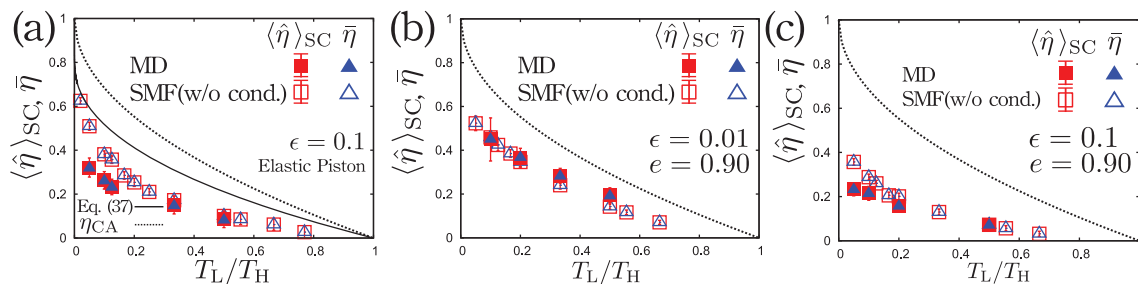 (a)
⟨η̂⟩SC η̄
MD
SMF(w/o cond.)
ϵ = 0.1
Elastic Piston
Eq. (37)
ηCA
⟨η̂⟩SC, η̄
1
0.8
0.6
0.4
0.2
0
0 0.2 0.4 0.6 0.8 1
TL/TH
(b)
⟨η̂⟩SC η̄
MD
SMF(w/o cond.)
ϵ = 0.01
e = 0.90
⟨η̂⟩SC, η̄
1
0.8
0.6
0.4
0.2
0
0 0.2 0.4 0.6 0.8 1
TL/TH
(c)
⟨η̂⟩SC η̄
MD
SMF(w/o cond.)
ϵ = 0.1
e = 0.90
⟨η̂⟩SC, η̄
1
0.8
0.6
0.4
0.2
0
0 0.2 0.4 0.6 0.8 1
TL/TH